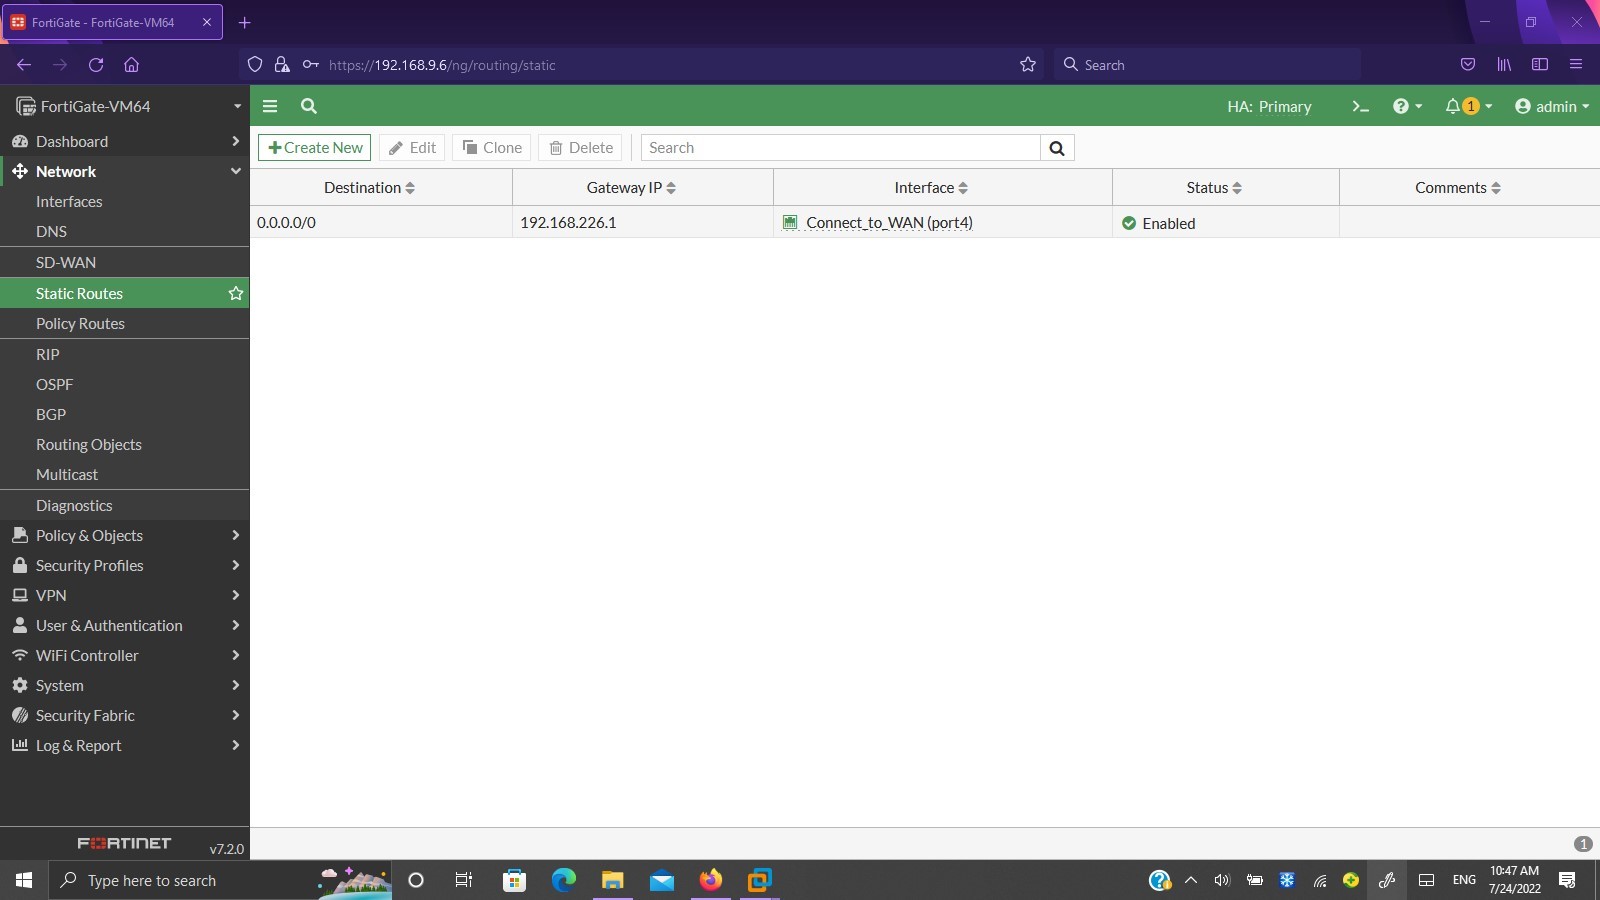 FortiGate - FortiGate-VM64
https://192.168.9.6/ng/routing/static
Search
FortiGate-VM64
HA: Primary
1
admin
Dashboard
Network
Interfaces
DNS
SD-WAN
Static Routes
Policy Routes
RIP
OSPF
BGP
Routing Objects
Multicast
Diagnostics
Policy & Objects
Security Profiles
VPN
User & Authentication
WiFi Controller
System
Security Fabric
Log & Report
FORTINET v7.2.0
Create New Edit Clone Delete Search
Destination Gateway IP Interface Status Comments
0.0.0.0/0 192.168.226.1 Connect_to_WAN (port4) Enabled
1
Type here to search
ENG
10:47 AM
7/24/2022